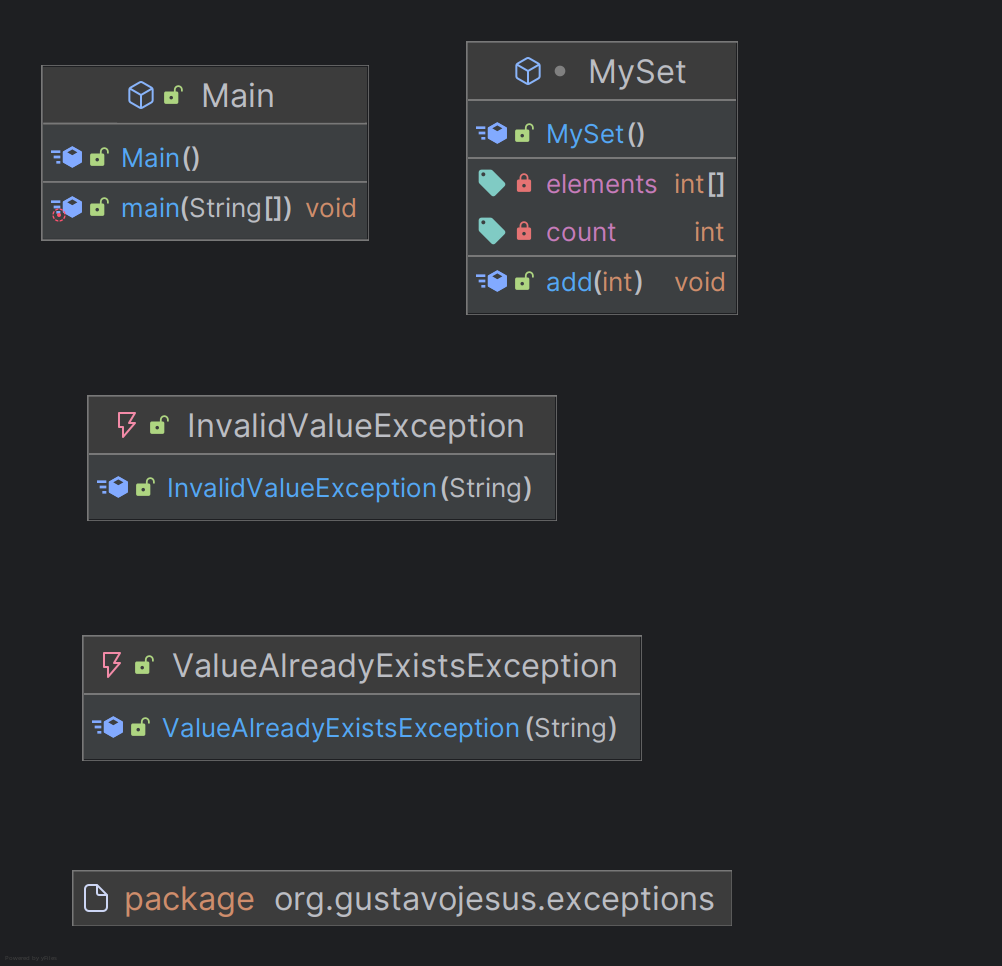 Main
Main()
main(String[]) void
MySet
MySet()
elements int[]
count int
add(int) void
InvalidValueException
InvalidValueException(String)
ValueAlreadyExistsException
ValueAlreadyExistsException(String)
package org.gustavojesus.exceptions
Powered by yFiles